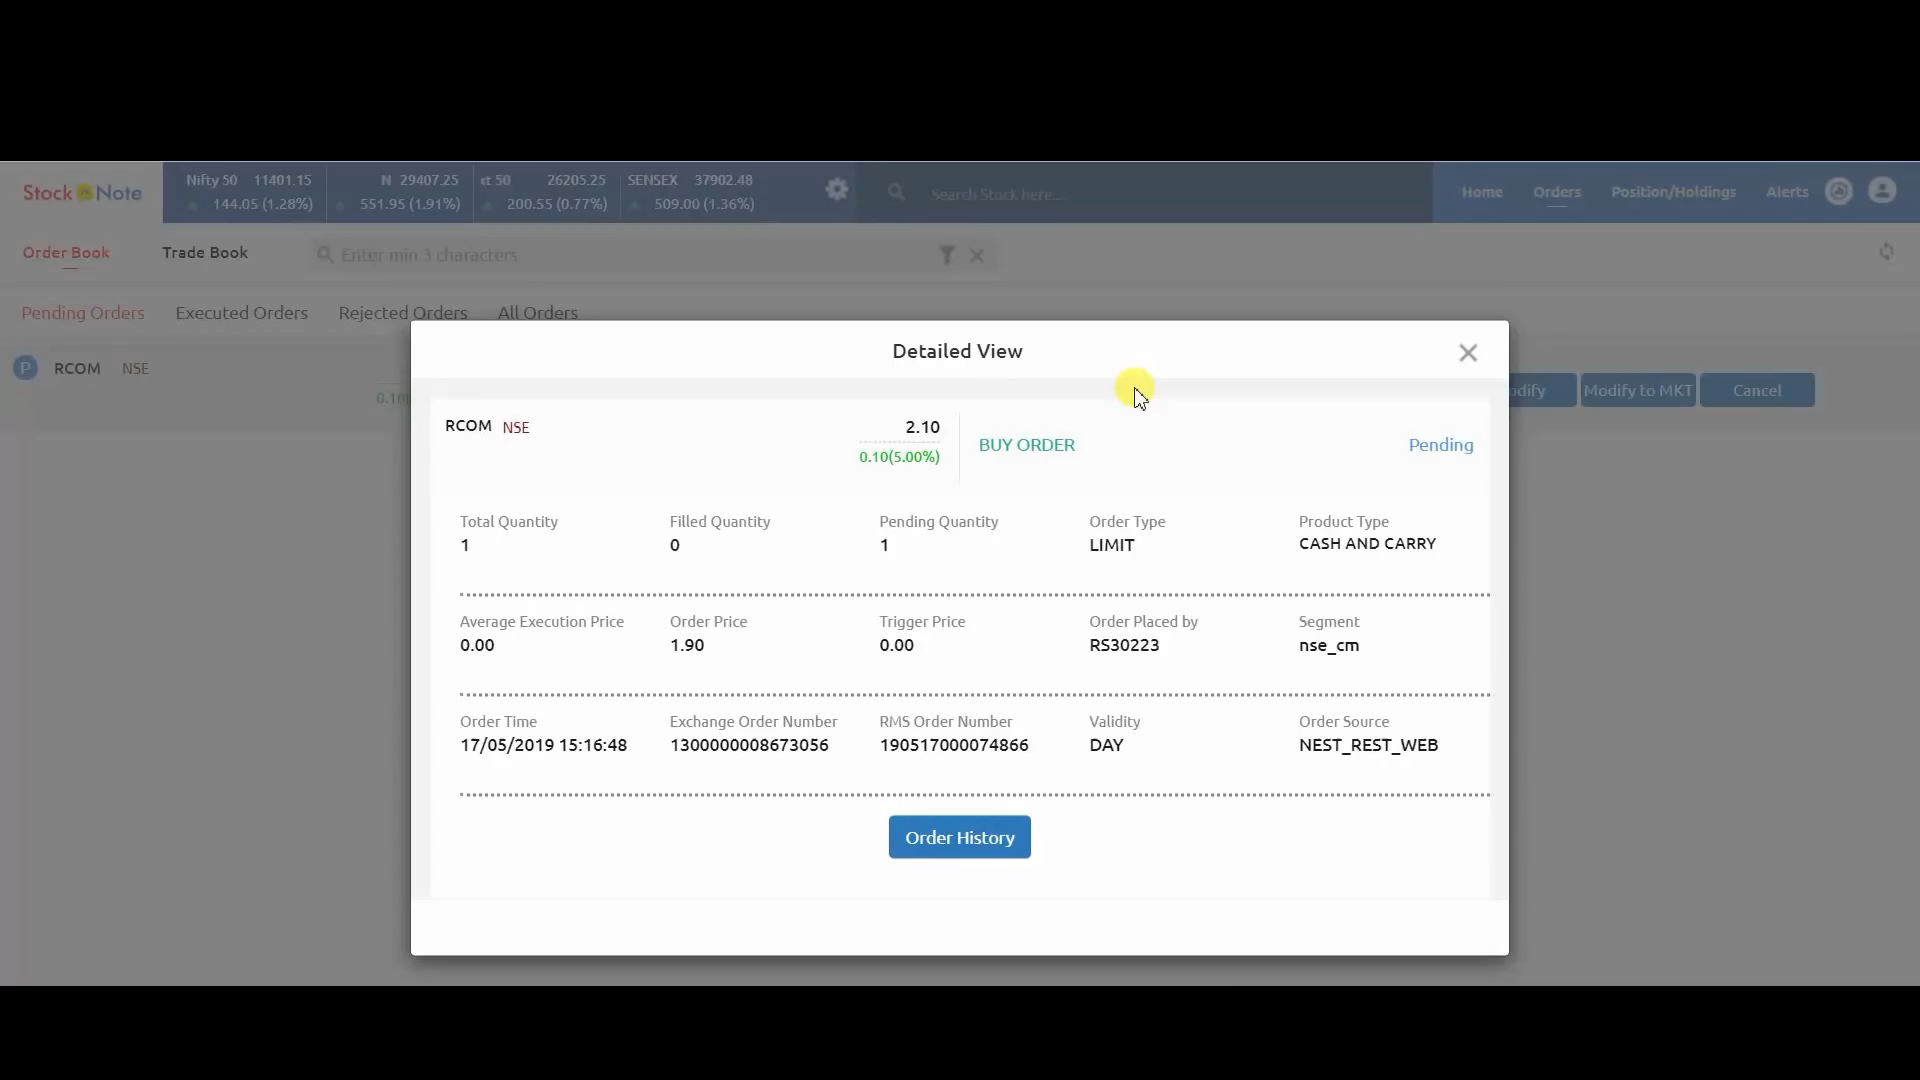 Stock Note
Nifty 50 11401.15
144.05 (1.28%)
N 29407.25
551.95 (1.91%)
ct 50 26205.25
200.55 (0.77%)
SENSEX 37902.48
509.00 (1.36%)
Search Stock here...
Home Orders Position/Holdings Alerts
Order Book Trade Book Enter min 3 characters
Pending Orders Executed Orders Rejected Orders All Orders
P RCOM NSE
0.10
odify Modify to MKT Cancel
Detailed View
RCOM NSE 2.10
0.10(5.00%)
BUY ORDER Pending
Total Quantity Filled Quantity Pending Quantity Order Type Product Type
1 0 1 LIMIT CASH AND CARRY
Average Execution Price Order Price Trigger Price Order Placed by Segment
0.00 1.90 0.00 RS30223 nse_cm
Order Time Exchange Order Number RMS Order Number Validity Order Source
17/05/2019 15:16:48 1300000008673056 190517000074866 DAY NEST_REST_WEB
Order History